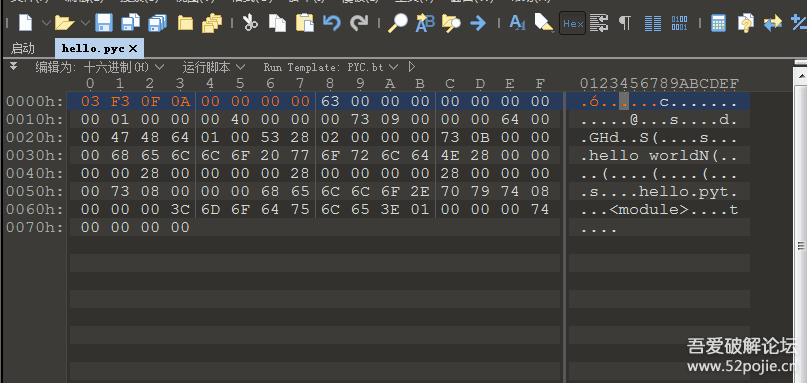 启动
hello.pyc ×
编辑为: 十六进制(H) 运行脚本 Run Template: PYC.bt
0 1 2 3 4 5 6 7 8 9 A B C D E F 0123456789ABCDEF
0000h: 03 F3 0F 0A 00 00 00 00 63 00 00 00 00 00 00 00 .ó......c.......
0010h: 00 01 00 00 00 40 00 00 00 73 09 00 00 00 64 00 .....@...s....d.
0020h: 00 47 48 64 01 00 53 28 02 00 00 00 73 0B 00 00 .GHd..S(....s...
0030h: 68 65 6C 6C 6F 20 77 6F 72 6C 64 4E 28 00 00 .hello worldN(...
0040h: 00 00 28 00 00 00 00 28 00 00 00 00 28 00 00 00 ..(....(....(...
0050h: 73 08 00 00 00 68 65 6C 6C 6F 2E 70 79 74 08 .s....hello.pyt.
0060h: 00 00 00 3C 6D 6F 64 75 6C 65 3E 01 00 00 00 74 ...<module>....t
0070h: 00 00 00 00 ....
Hex
吾爱破解论坛
www.52pojie.cn